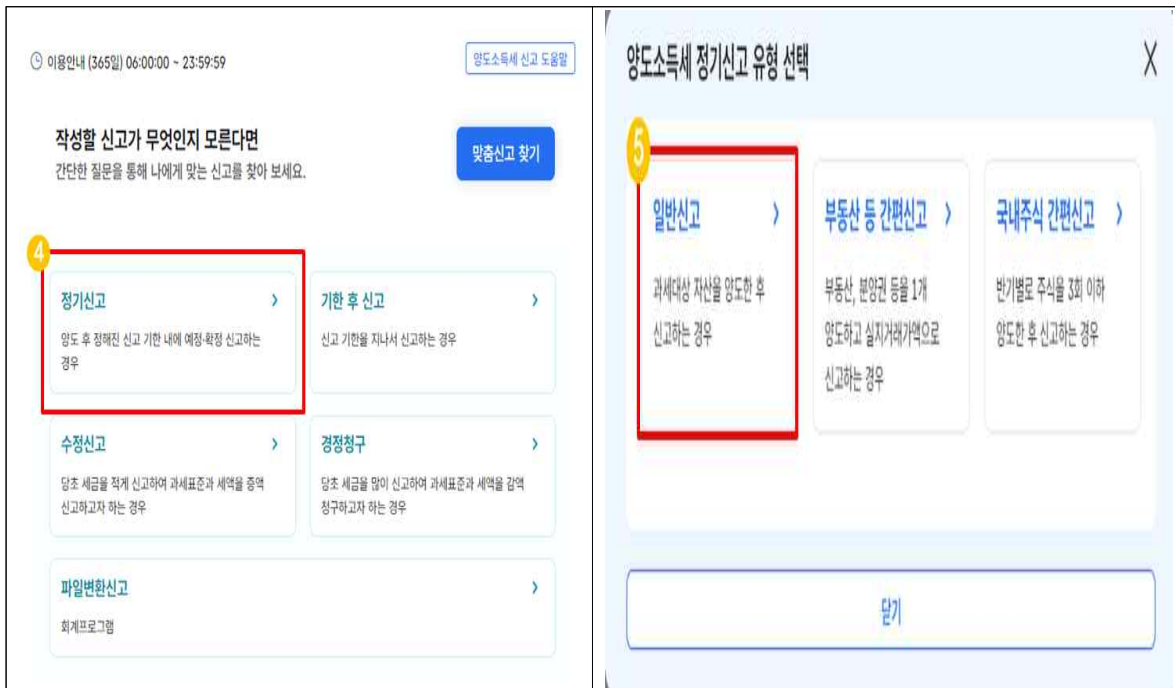 이용안내 (365일) 06:00:00 ~ 23:59:59
양도소득세 신고 도움말
작성할 신고가 무엇인지 모른다면
간단한 질문을 통해 나에게 맞는 신고를 찾아 보세요.
맞춤신고 찾기
4
정기신고 >
양도 후 정해진 신고 기한 내에 예정·확정 신고하는
경우
기한 후 신고 >
신고 기한을 지나서 신고하는 경우
수정신고 >
당초 세금을 적게 신고하여 과세표준과 세액을 증액
신고하고자 하는 경우
경정청구 >
당초 세금을 많이 신고하여 과세표준과 세액을 감액
청구하고자 하는 경우
파일변환신고 >
회계프로그램
양도소득세 정기신고 유형 선택 X
5
일반신고 >
과세대상 자산을 양도한 후
신고하는 경우
부동산 등 간편신고 >
부동산, 분양권 등을 1개
양도하고 실지거래가액으로
신고하는 경우
국내주식 간편신고 >
반기별로 주식을 3회 이하
양도한 후 신고하는 경우
닫기